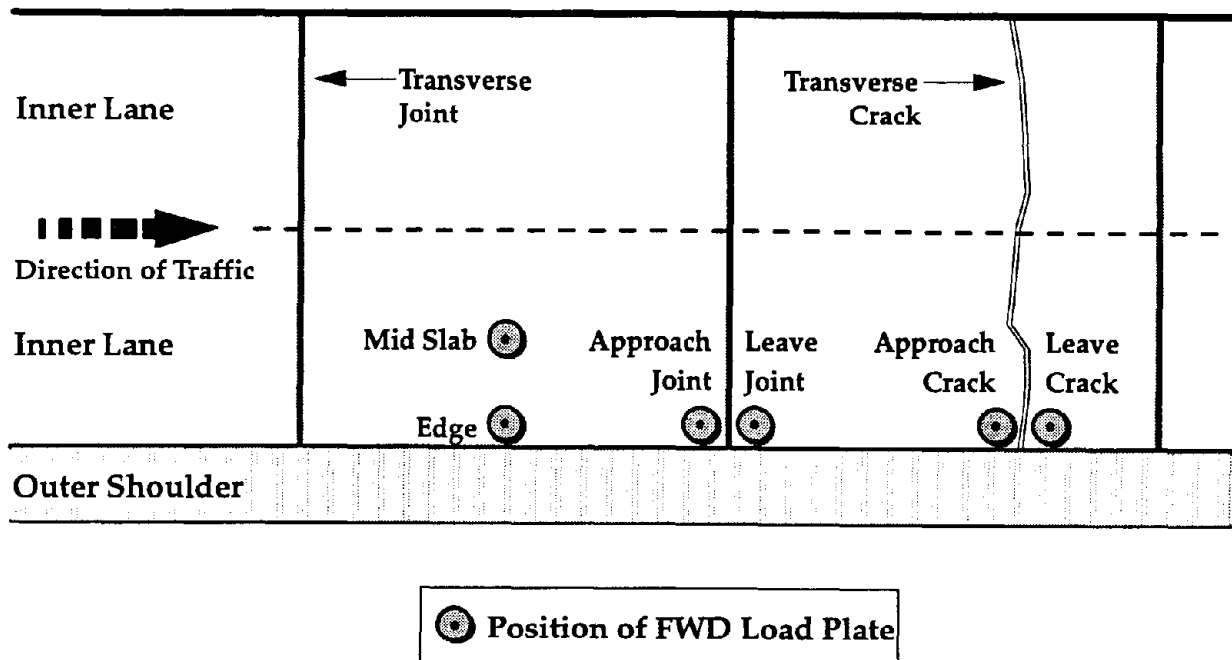 Transverse
Joint
Transverse
Crack
Inner Lane
Direction of Traffic
Inner Lane
Mid Slab
Edge
Approach
Joint
Leave
Joint
Approach
Crack
Leave
Crack
Outer Shoulder
Position of FWD Load Plate